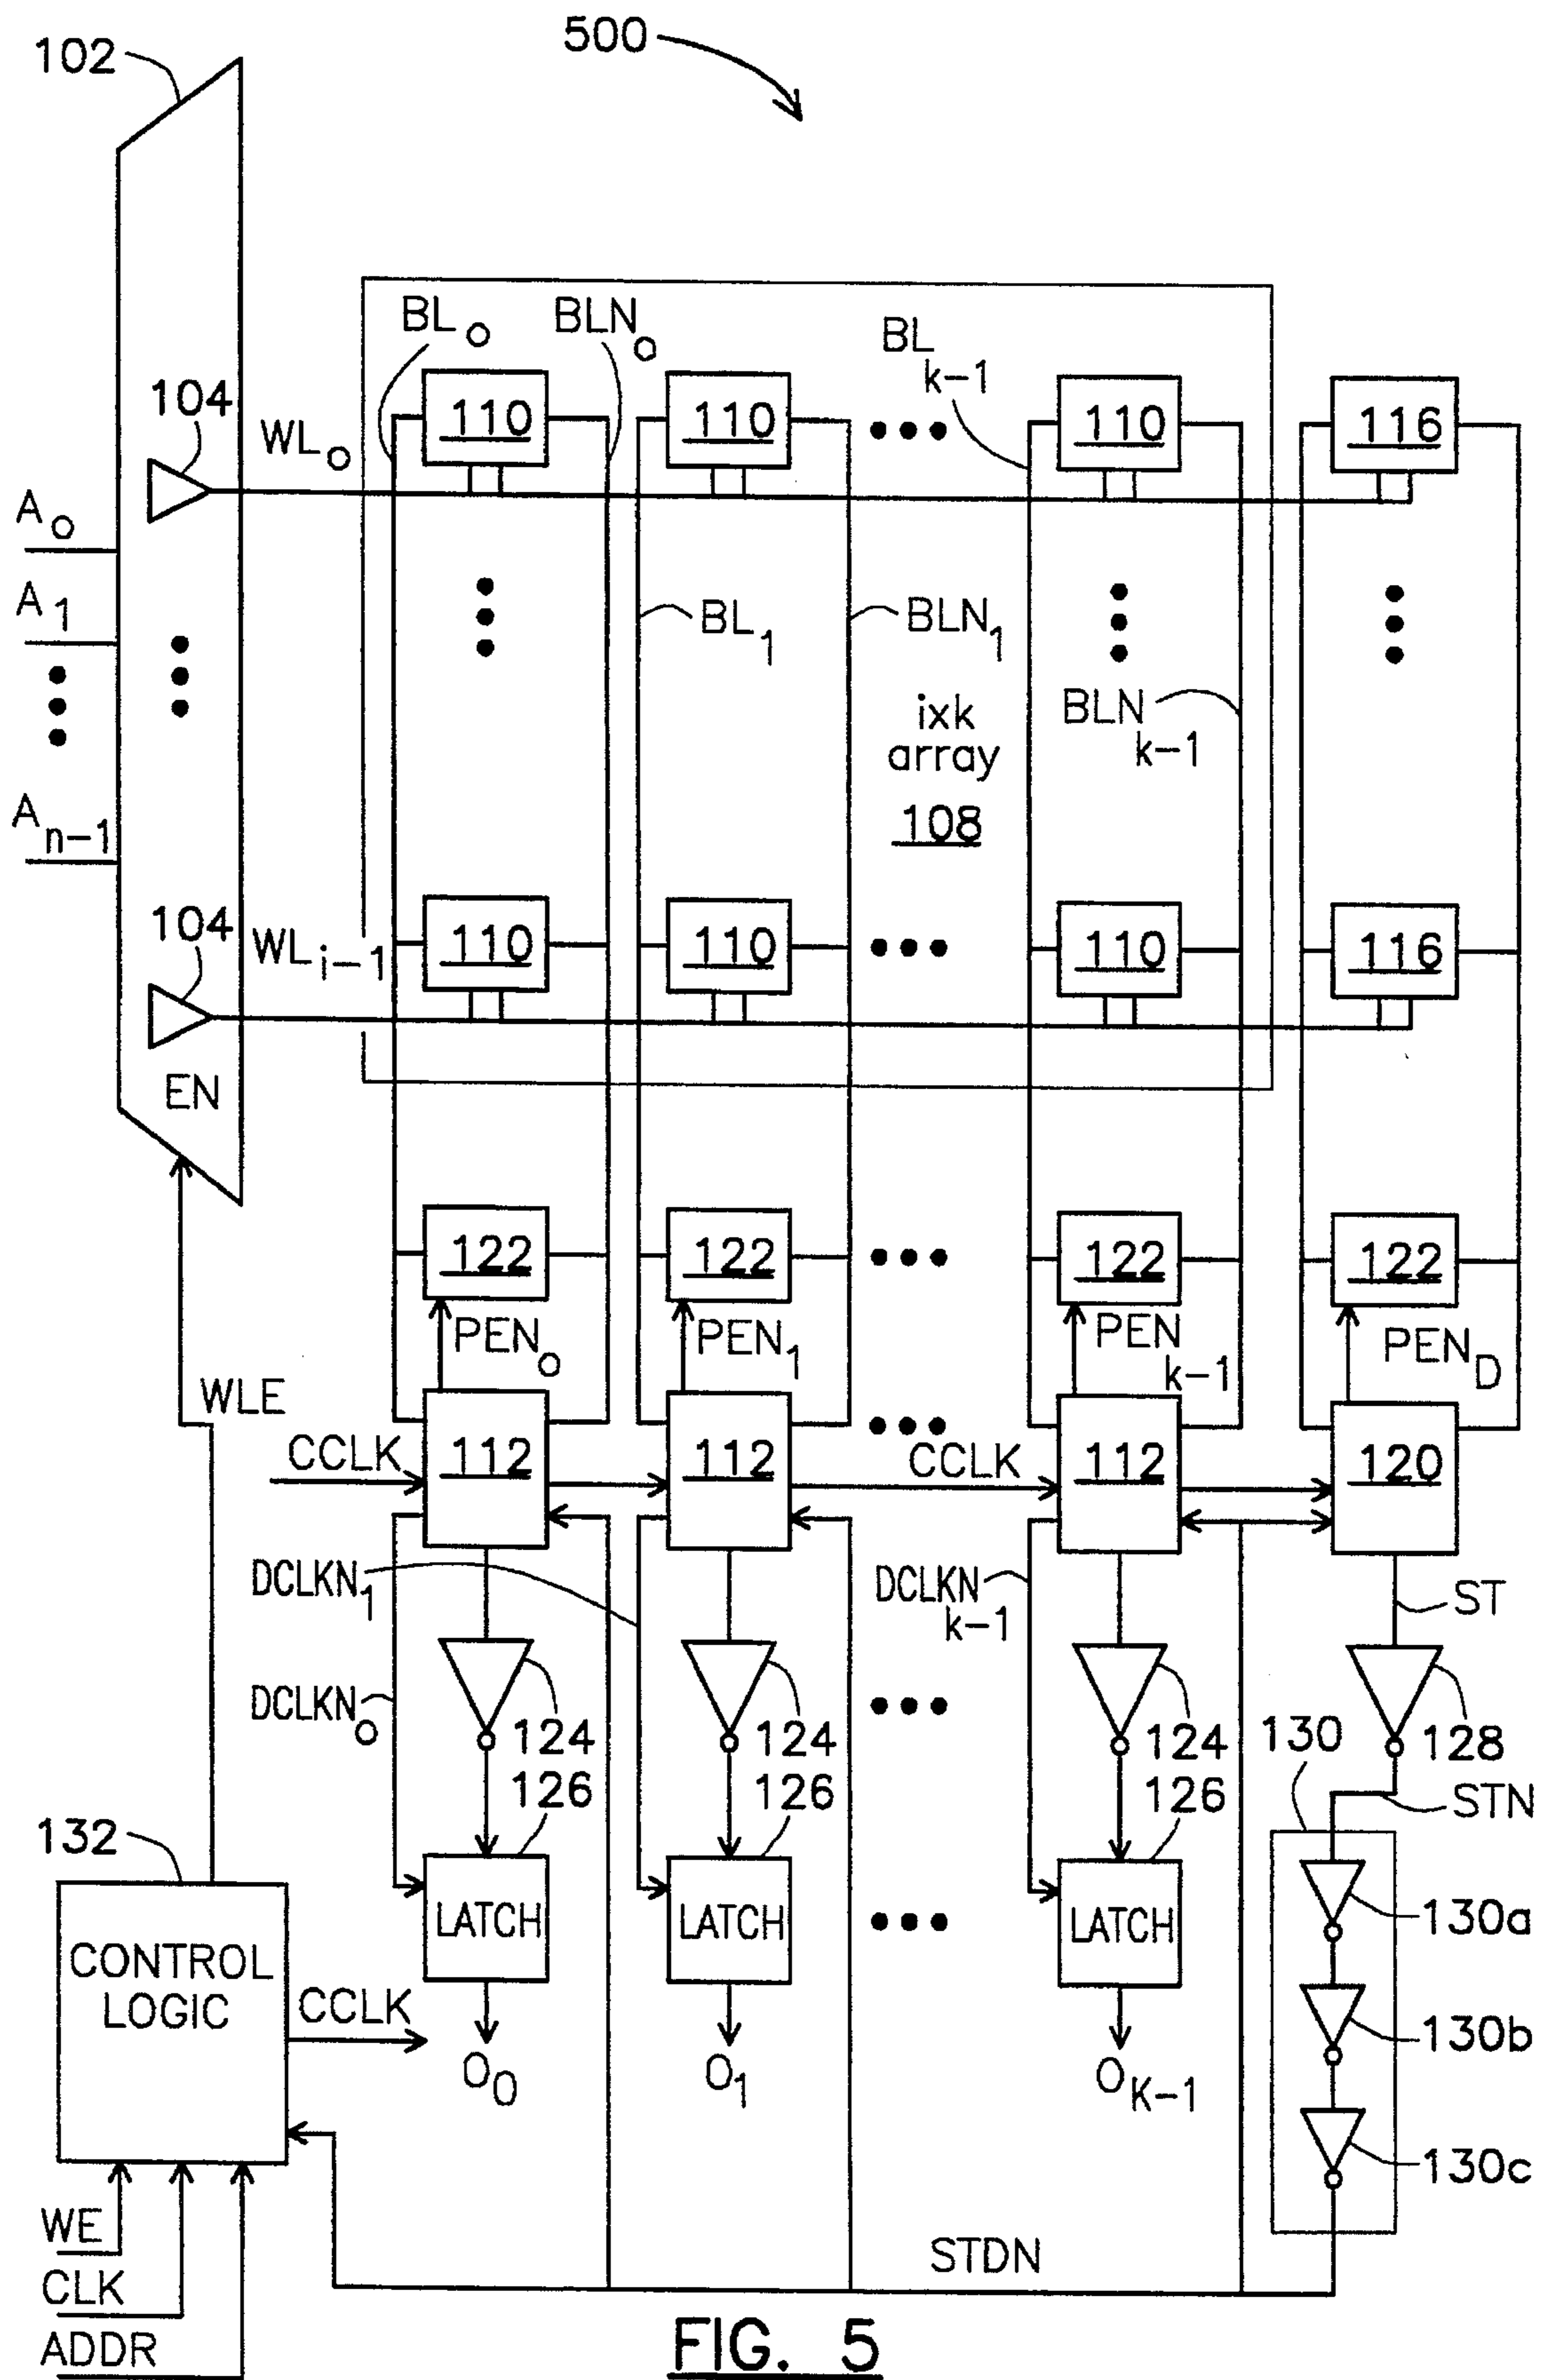 500
102
BL0 BLN0 BLk-1
104 WL0 110 110 110 116
A0
A1
BL1 BLN1
ixk array 108
BLNk-1
An-1
104 WLi-1 110 110 110 116
EN
122 122 122 122
PEN0 PEN1 PENk-1 PEND
WLE
CCLK 112 112 CCLK 112 120
DCLKN1 DCLKNk-1 ST
DCLKN0 124 124 124 130 128
126 126 126 STN
132
LATCH LATCH LATCH 130a
CONTROL LOGIC
CCLK 130b
O0 O1 OK-1
130c
WE
STDN
CLK
ADDR
FIG. 5